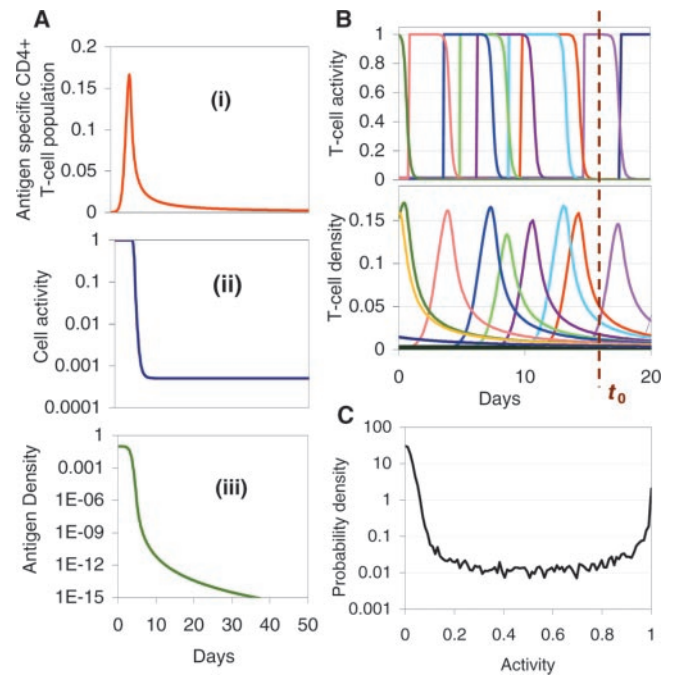 A
Antigen specific CD4+
T-cell population
0.2
0.15
0.1
0.05
0
(i)
Cell activity
1
0.1
0.01
0.001
0.0001
(ii)
Antigen Density
1
0.001
1E-06
1E-09
1E-12
1E-15
(iii)
0 10 20 30 40 50
Days
B
T-cell activity
1
0.8
0.6
0.4
0.2
0
T-cell density
0.15
0.1
0.05
0
0 10 20
Days
t0
C
Probability density
100
10
1
0.1
0.01
0.001
0 0.2 0.4 0.6 0.8 1
Activity